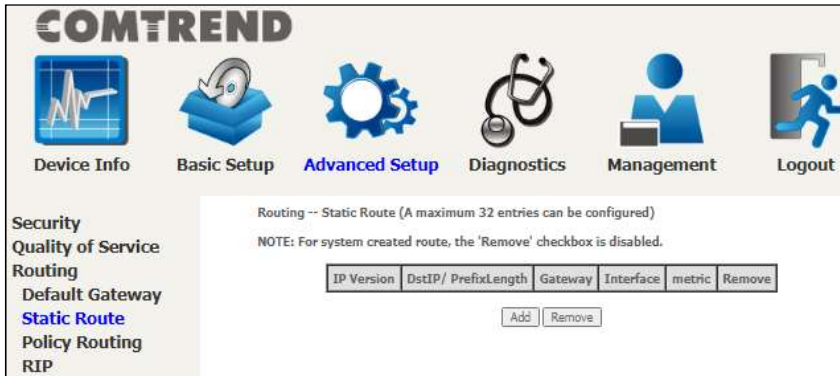 COMTREND
Device Info Basic Setup Advanced Setup Diagnostics Management Logout
Security
Quality of Service
Routing
Default Gateway
Static Route
Policy Routing
RIP
Routing -- Static Route (A maximum 32 entries can be configured)
NOTE: For system created route, the 'Remove' checkbox is disabled.
IP Version DstIP/ PrefixLength Gateway Interface metric Remove
Add Remove